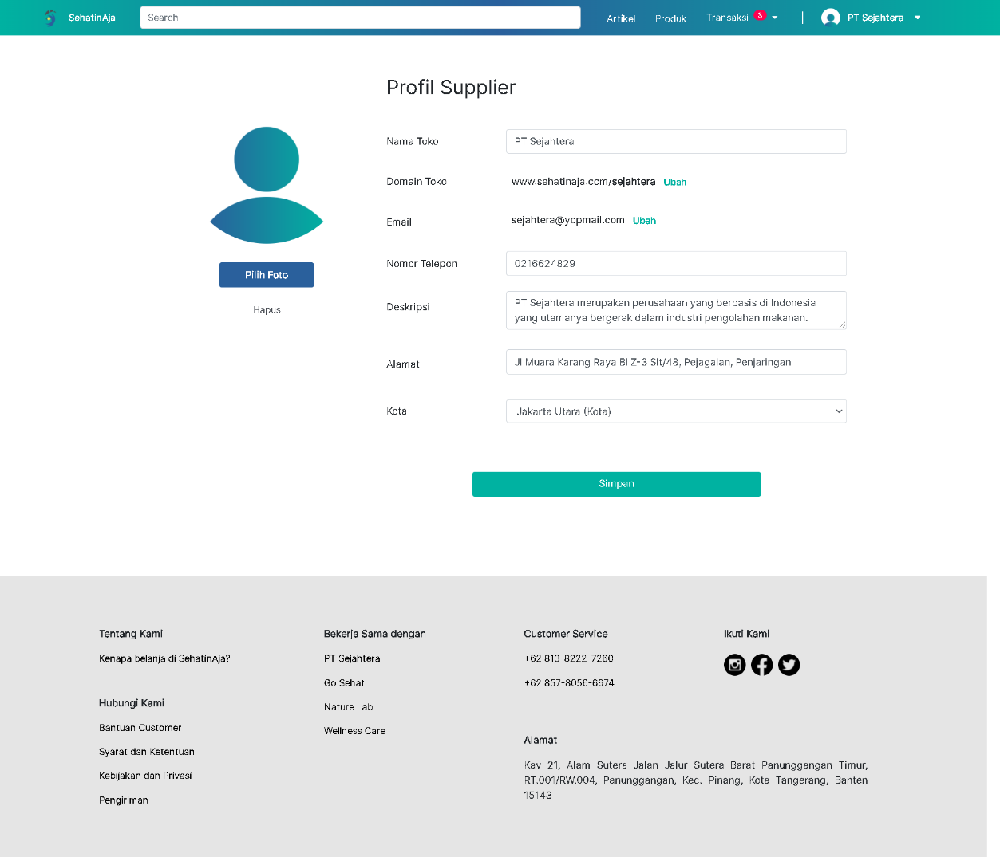 SehatinAja
Search
Artikel
Produk
Transaksi 3
PT Sejahtera
Profil Supplier
Pilih Foto
Hapus
Nama Toko
PT Sejahtera
Domain Toko
www.sehatinaja.com/sejahtera Ubah
Email
sejahtera@yopmail.com Ubah
Nomor Telepon
0216624829
Deskripsi
PT Sejahtera merupakan perusahaan yang berbasis di Indonesia
yang utamanya bergerak dalam industri pengolahan makanan.
Alamat
Jl Muara Karang Raya Bl Z-3 Slt/48, Pejagalan, Penjaringan
Kota
Jakarta Utara (Kota)
Simpan
Tentang Kami
Kenapa belanja di SehatinAja?
Hubungi Kami
Bantuan Customer
Syarat dan Ketentuan
Kebijakan dan Privasi
Pengiriman
Bekerja Sama dengan
PT Sejahtera
Go Sehat
Nature Lab
Wellness Care
Customer Service
+62 813-8222-7260
+62 857-8056-6674
Alamat
Kav 21, Alam Sutera Jalan Jalur Sutera Barat Panunggangan Timur,
RT.001/RW.004, Panunggangan, Kec. Pinang, Kota Tangerang, Banten
15143
Ikuti Kami